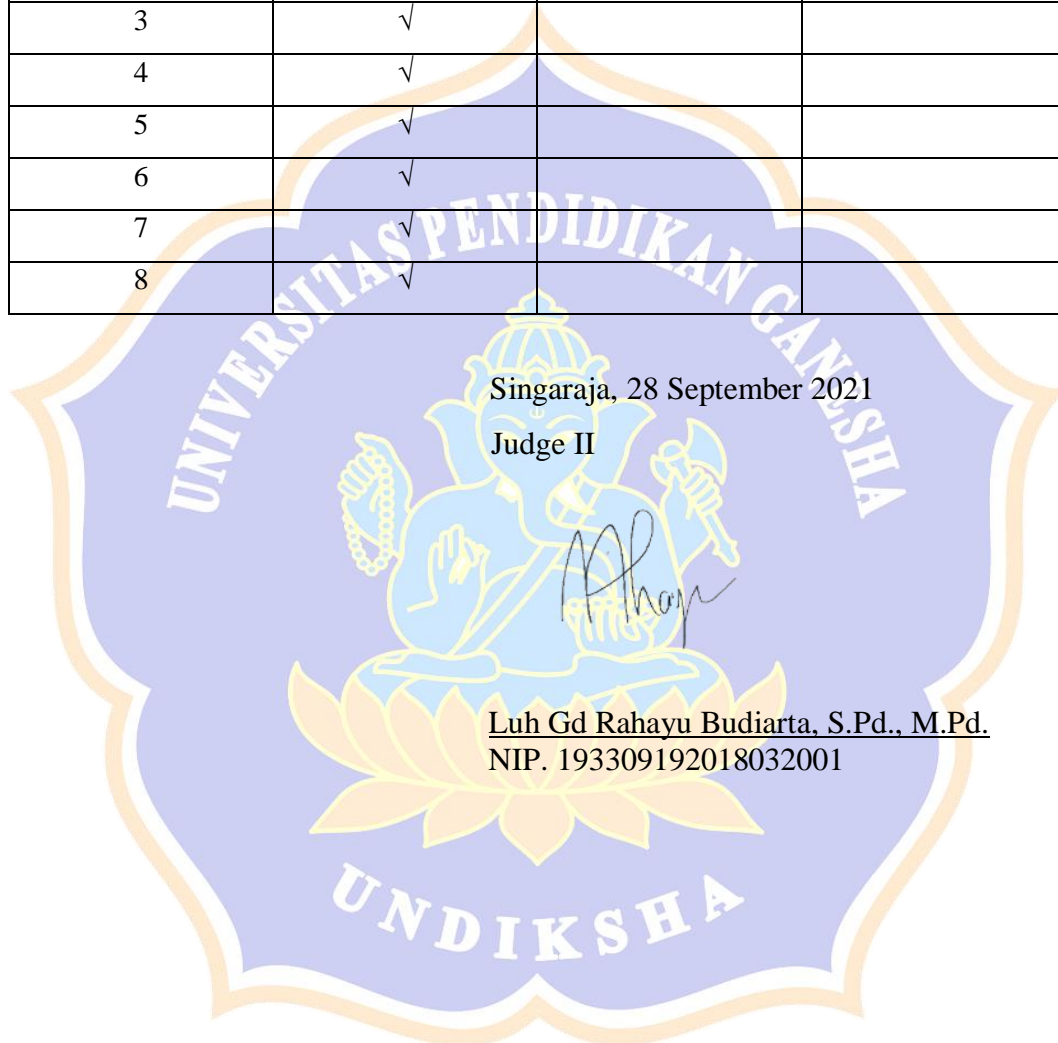 3 √
4 √
5 √
6 √
7 √
8 √
UNIVERSITAS PENDIDIKAN GANESHA
Singaraja, 28 September 2021
Judge II
Luh Gd Rahayu Budiarta, S.Pd., M.Pd.
NIP. 193309192018032001
UNDIKSHA